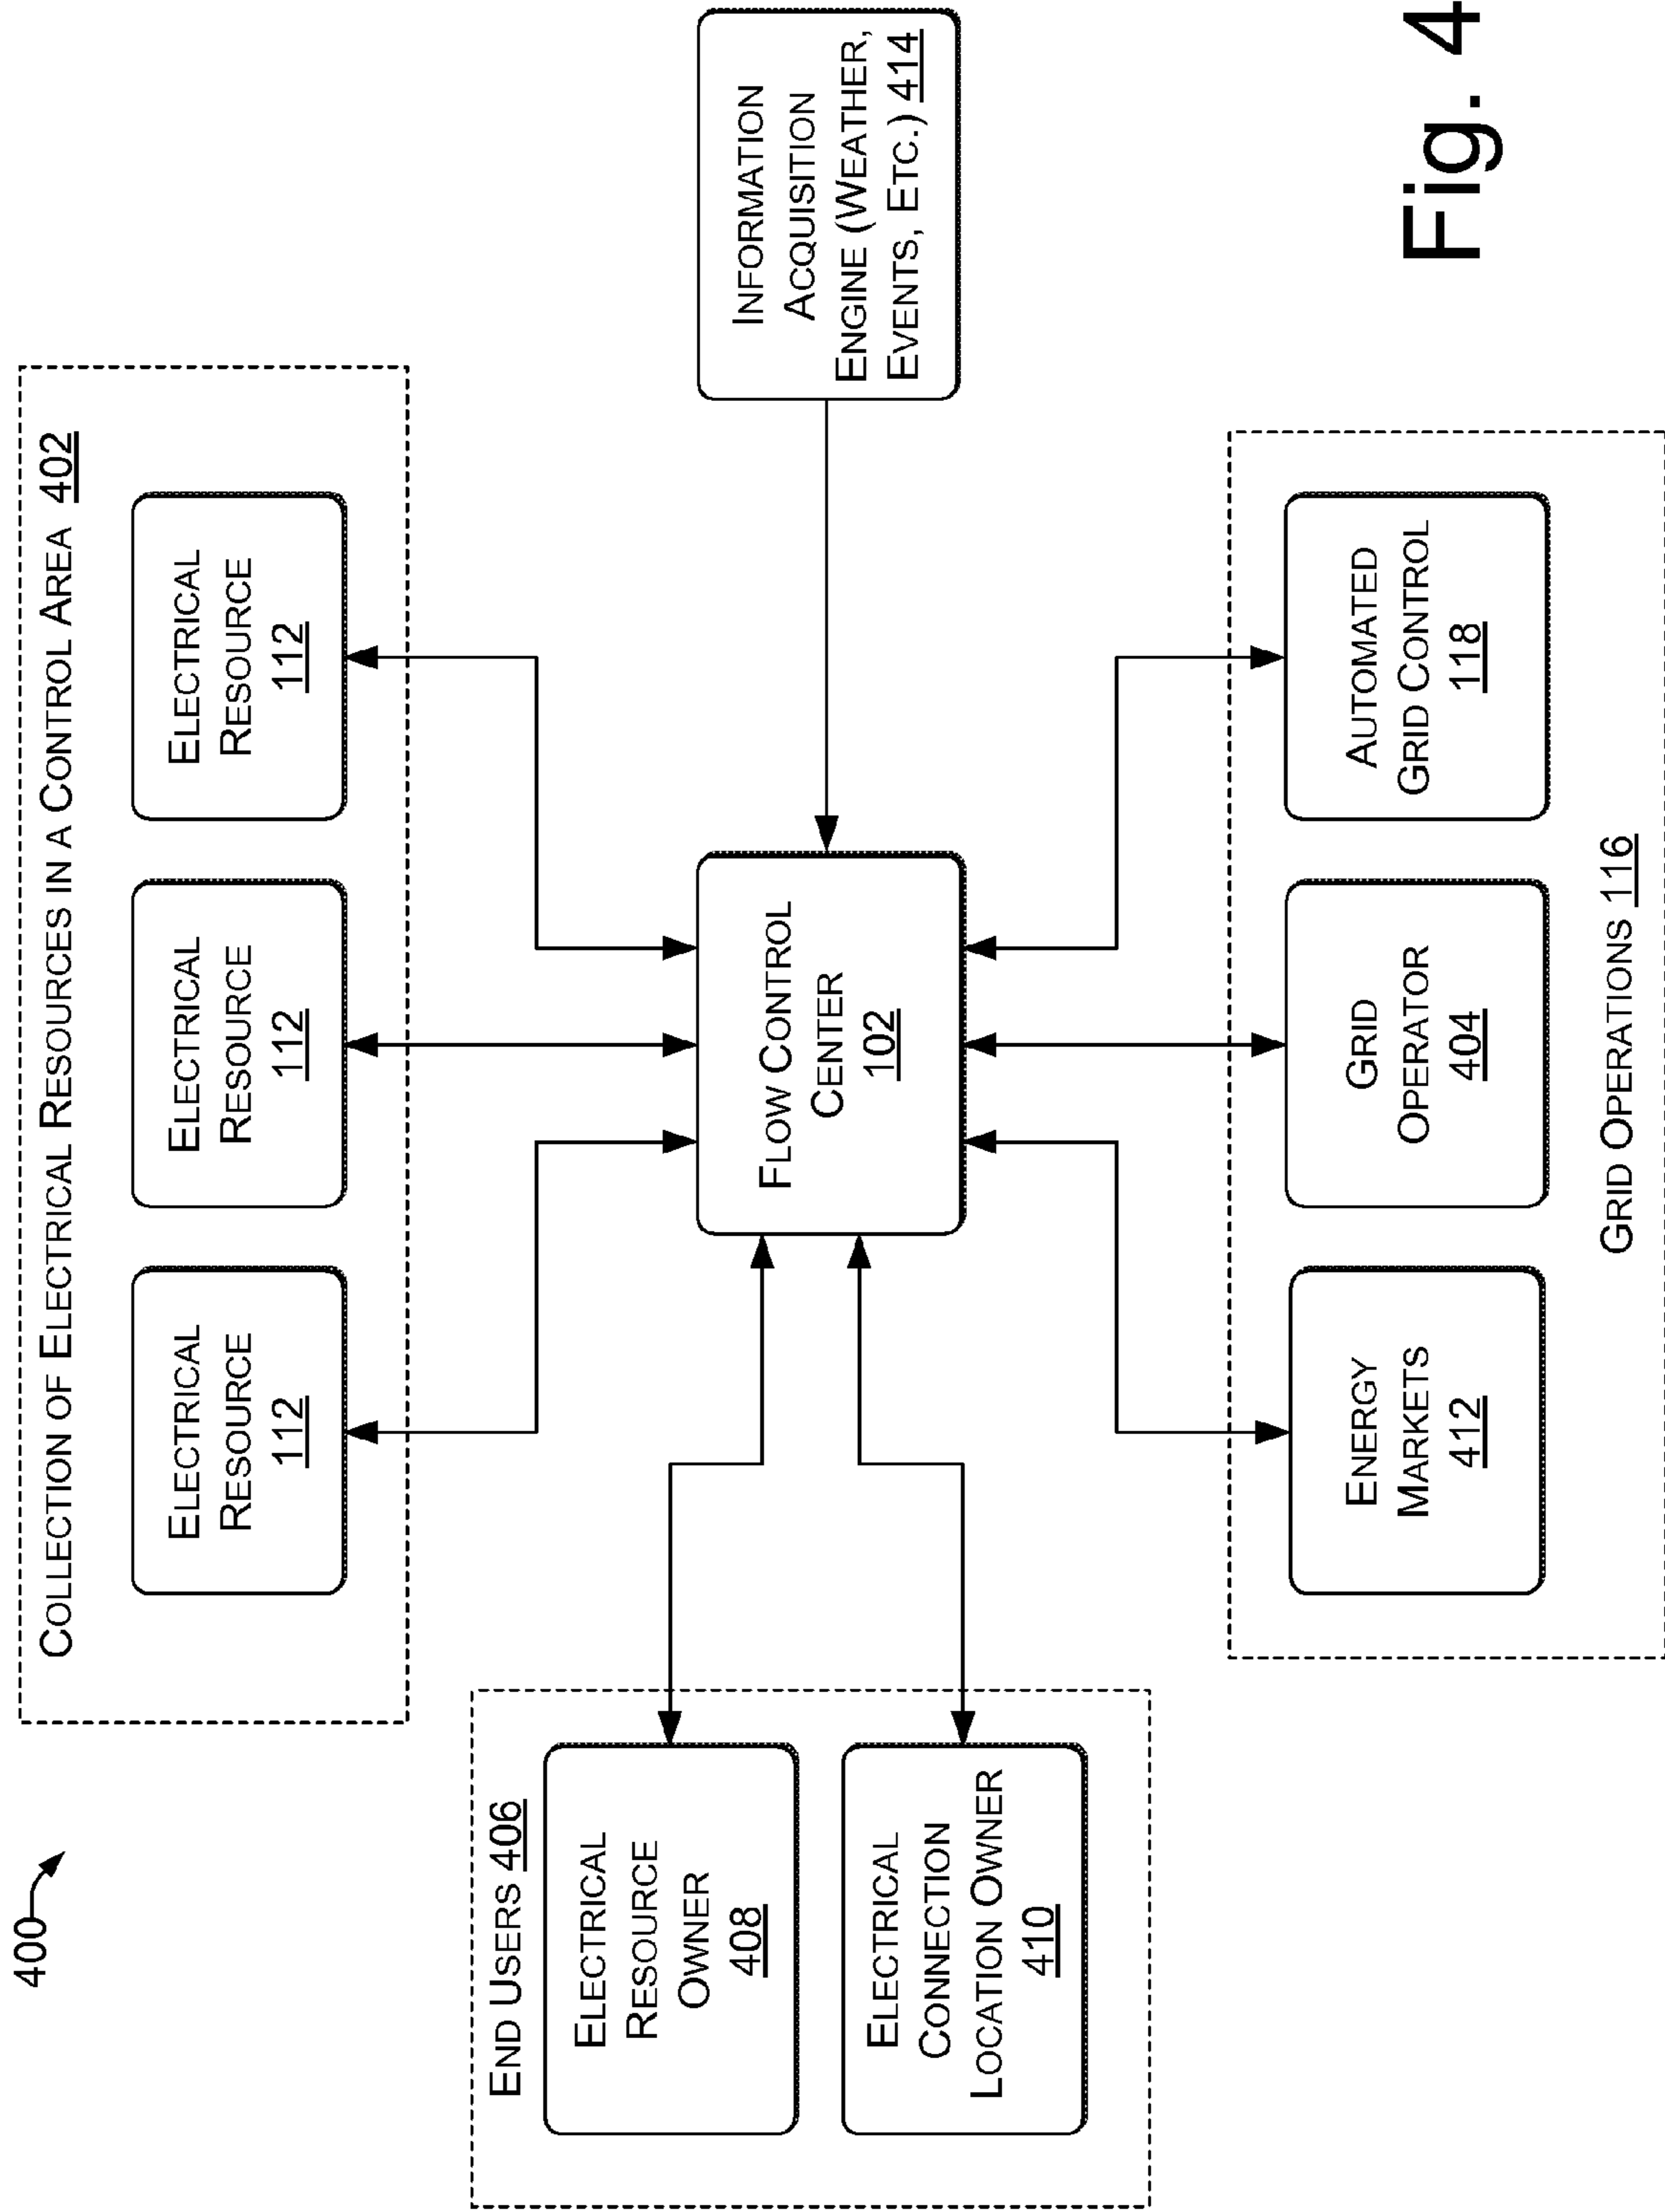 400
COLLECTION OF ELECTRICAL RESOURCES IN A CONTROL AREA 402
ELECTRICAL
RESOURCE
112
ELECTRICAL
RESOURCE
112
ELECTRICAL
RESOURCE
112
END USERS 406
ELECTRICAL
RESOURCE
OWNER
408
ELECTRICAL
CONNECTION
LOCATION OWNER
410
FLOW CONTROL
CENTER
102
INFORMATION
ACQUISITION
ENGINE (WEATHER,
EVENTS, ETC.) 414
ENERGY
MARKETS
412
GRID
OPERATOR
404
AUTOMATED
GRID CONTROL
118
GRID OPERATIONS 116
Fig. 4